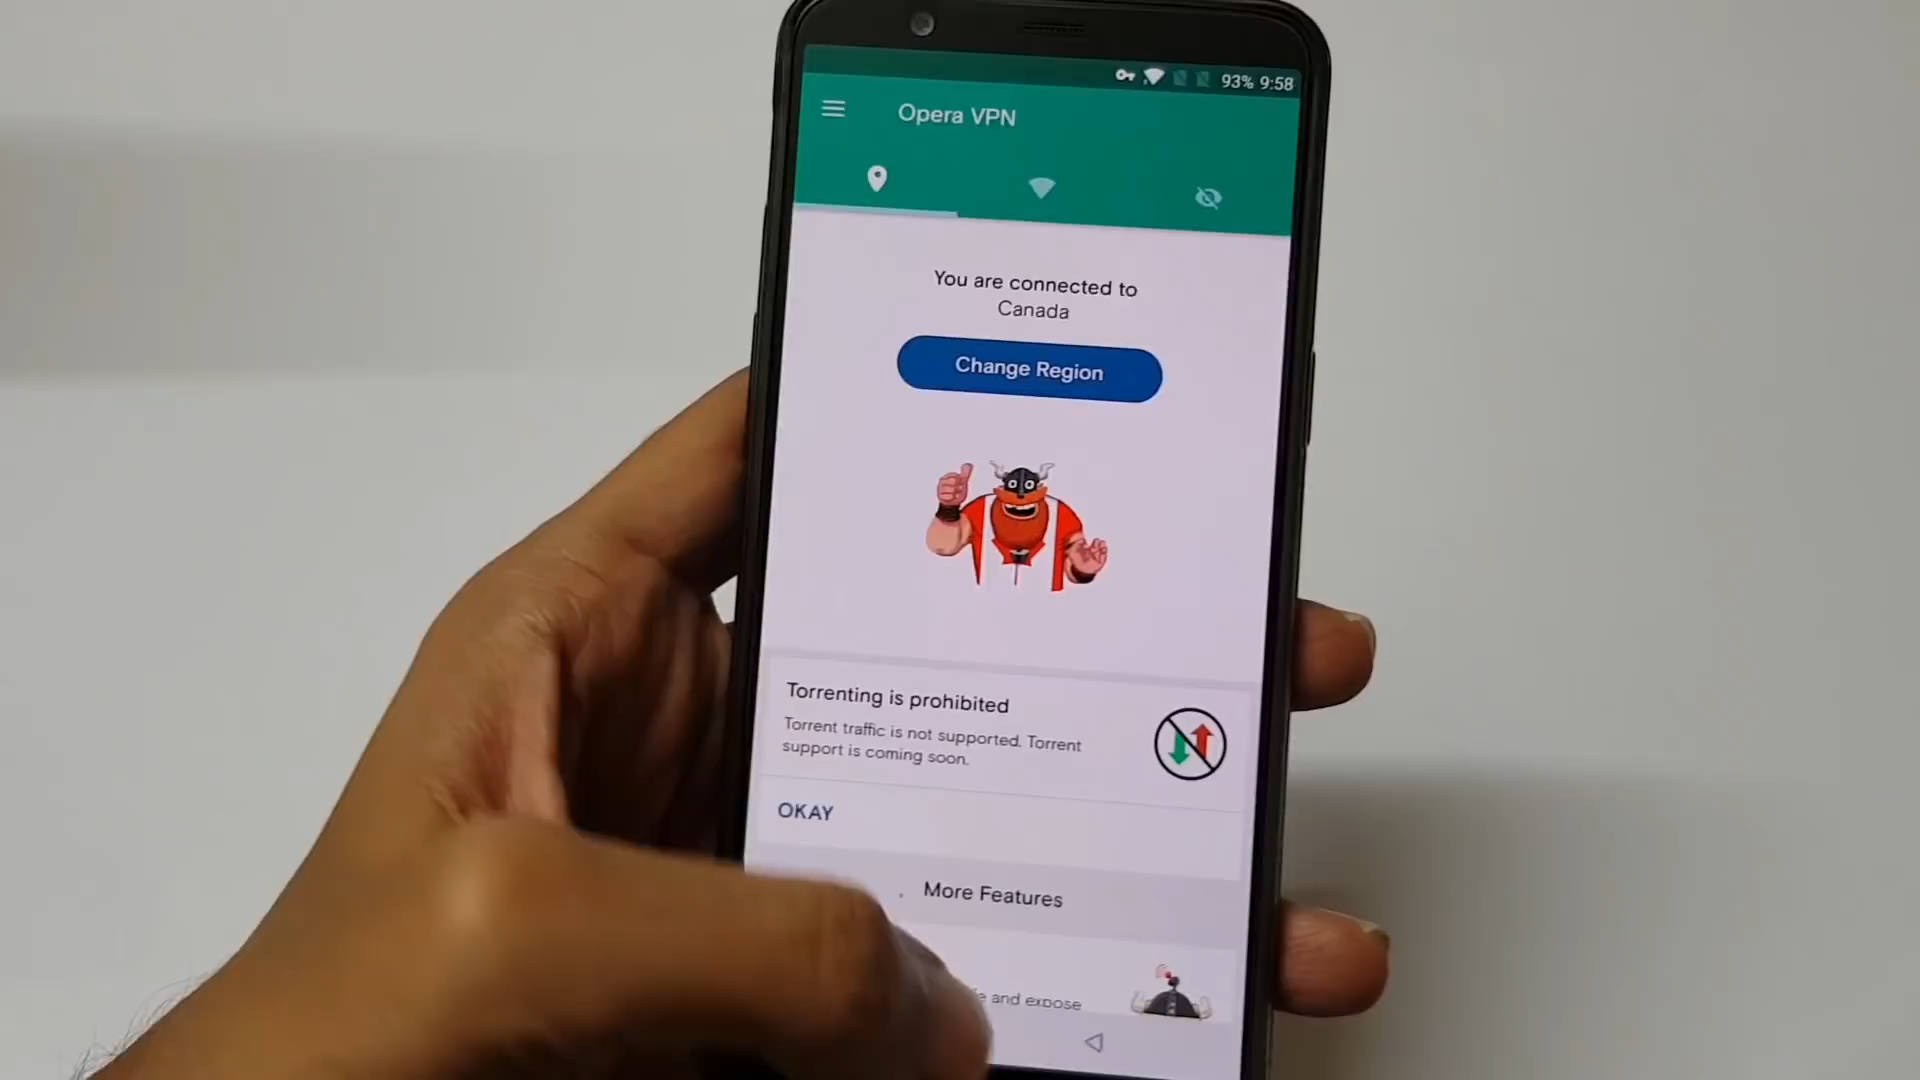 93% 9:58
Opera VPN
You are connected to
Canada
Change Region
Torrenting is prohibited
Torrent traffic is not supported. Torrent
support is coming soon.
OKAY
More Features
and expose